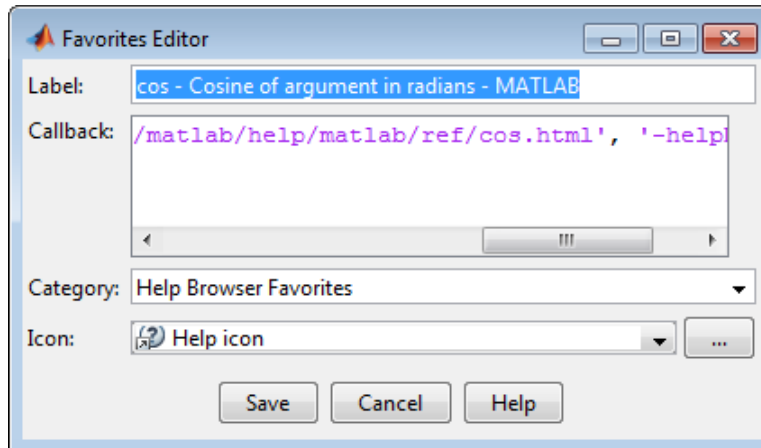 Favorites Editor
Label: cos - Cosine of argument in radians - MATLAB
Callback: /matlab/help/matlab/ref/cos.html', '-help
Category: Help Browser Favorites
Icon: Help icon ...
Save Cancel Help